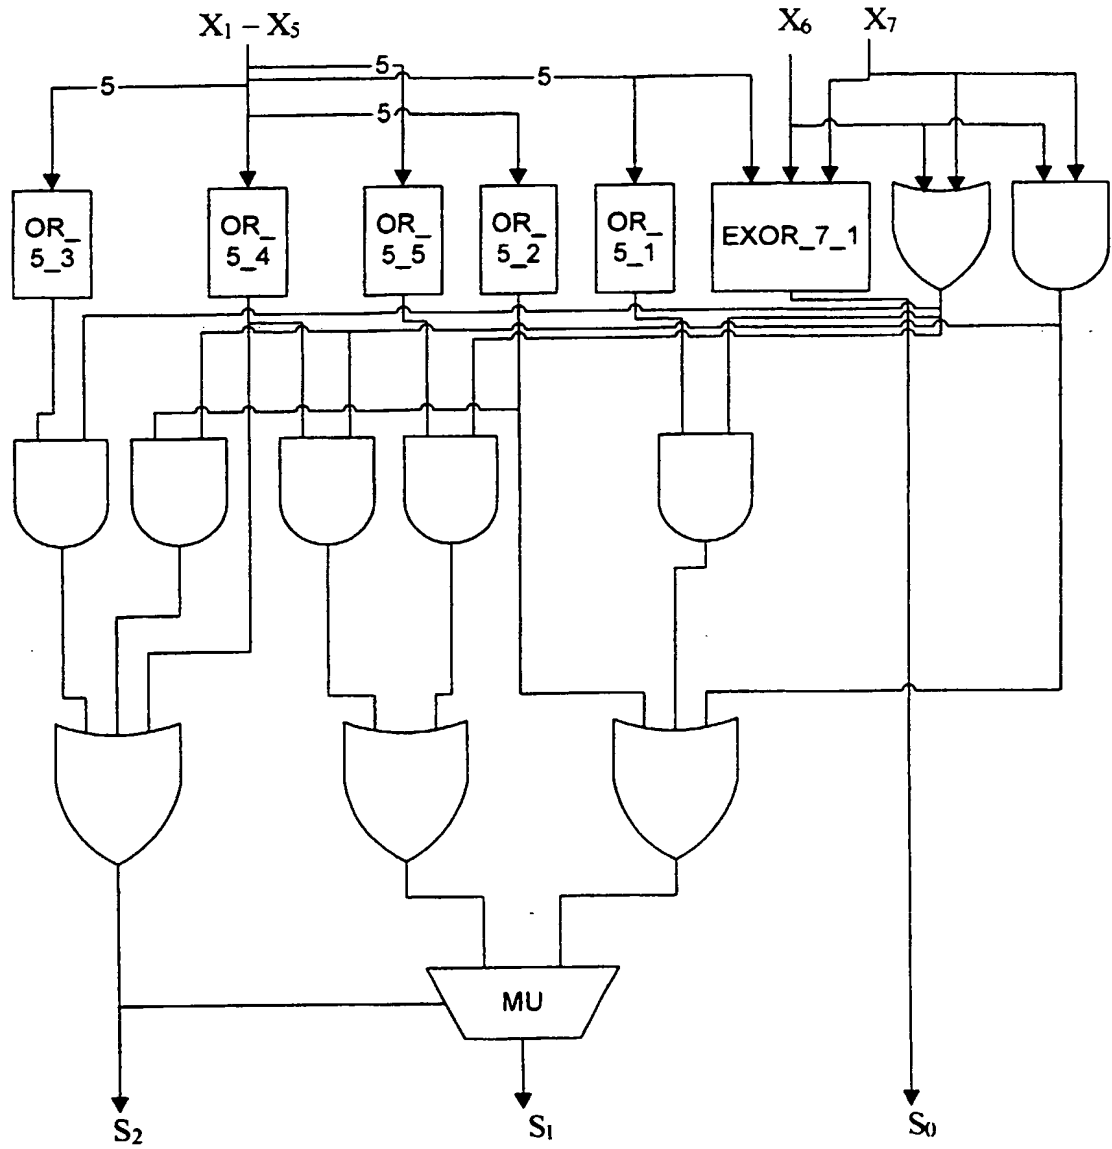 X₁ – X₅
X₆
X₇
5
5
5
5
OR_
5_3
OR_
5_4
OR_
5_5
OR_
5_2
OR_
5_1
EXOR_7_1
MU
S₂
S₁
S₀